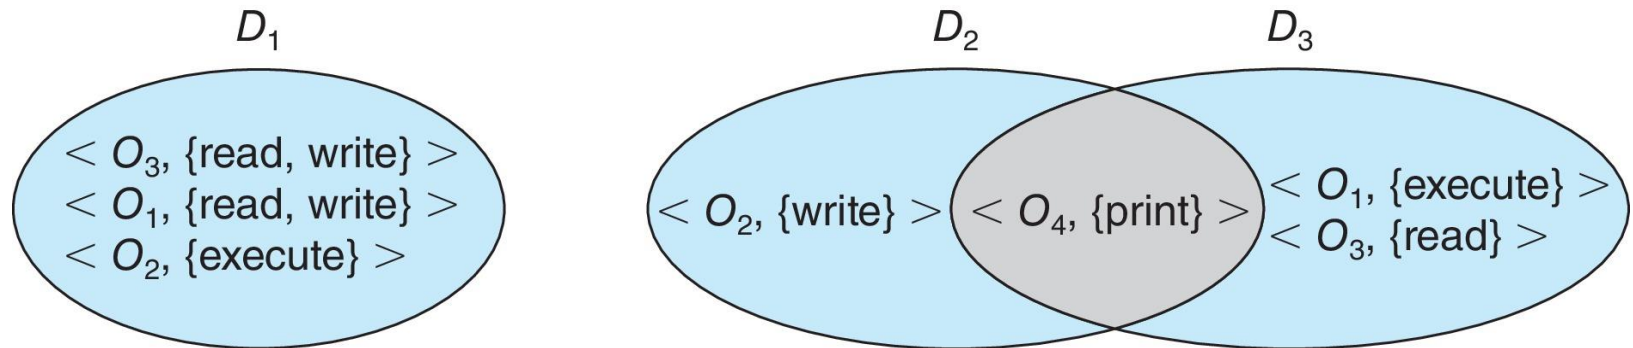 D₁
< O₃, {read, write} >
< O₁, {read, write} >
< O₂, {execute} >
D₂
D₃
< O₂, {write} >
< O₄, {print} >
< O₁, {execute} >
< O₃, {read} >